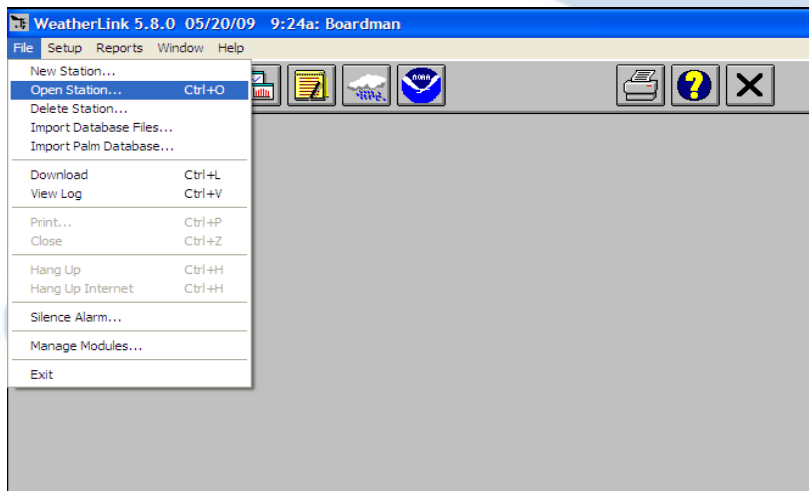 WeatherLink 5.8.0 05/20/09 9:24a: Boardman
File Setup Reports Window Help
New Station...
Open Station... Ctrl+O
Delete Station...
Import Database Files...
Import Palm Database...
Download Ctrl+L
View Log Ctrl+V
Print... Ctrl+P
Close Ctrl+Z
Hang Up Ctrl+H
Hang Up Internet Ctrl+H
Silence Alarm...
Manage Modules...
Exit
NOAA